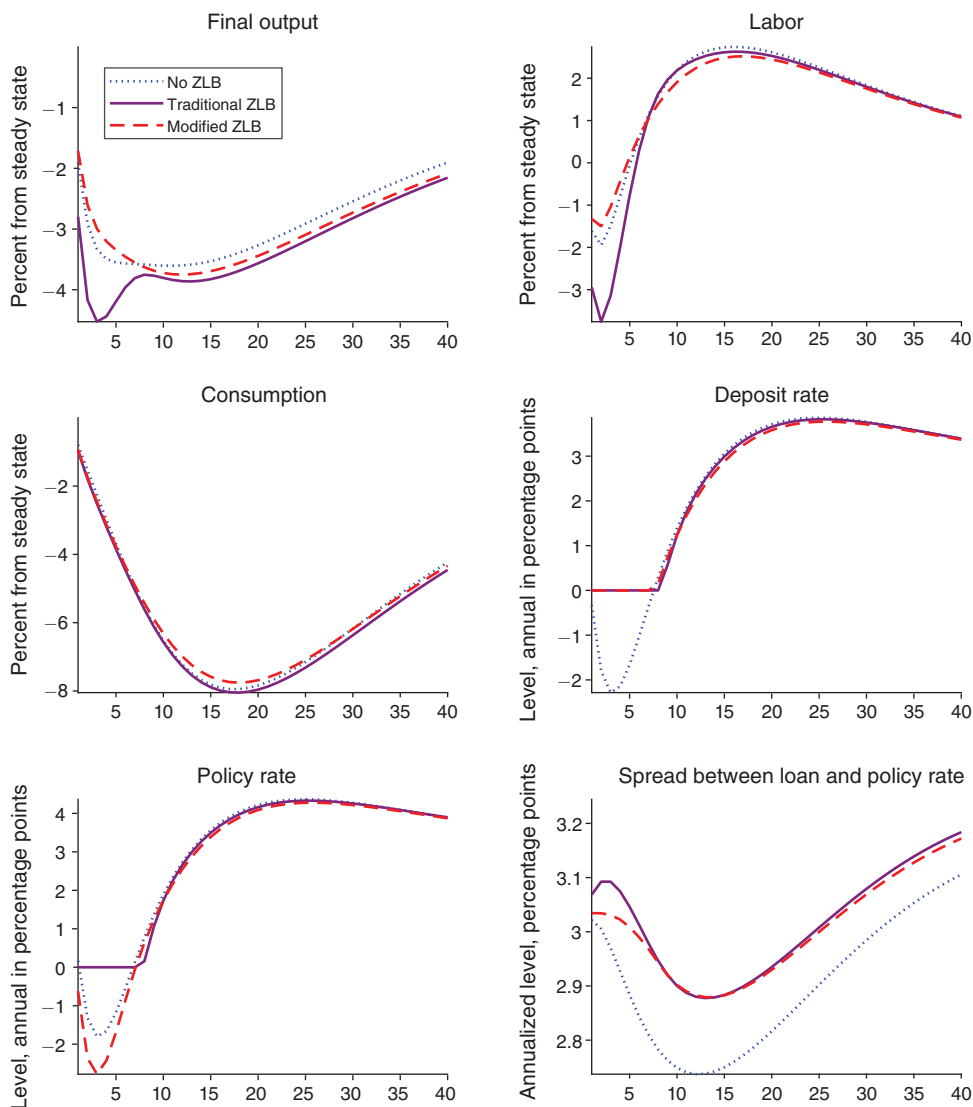 Final output
Percent from steady state
−1
−2
−3
−4
5 10 15 20 25 30 35 40
No ZLB
Traditional ZLB
Modified ZLB
Labor
Percent from steady state
2
1
0
−1
−2
−3
5 10 15 20 25 30 35 40
Consumption
Percent from steady state
−2
−4
−6
−8
5 10 15 20 25 30 35 40
Deposit rate
Level, annual in percentage points
3
2
1
0
−1
−2
5 10 15 20 25 30 35 40
Policy rate
Level, annual in percentage points
4
3
2
1
0
−1
−2
5 10 15 20 25 30 35 40
Spread between loan and policy rate
Annualized level, percentage points
3.2
3.1
3
2.9
2.8
5 10 15 20 25 30 35 40